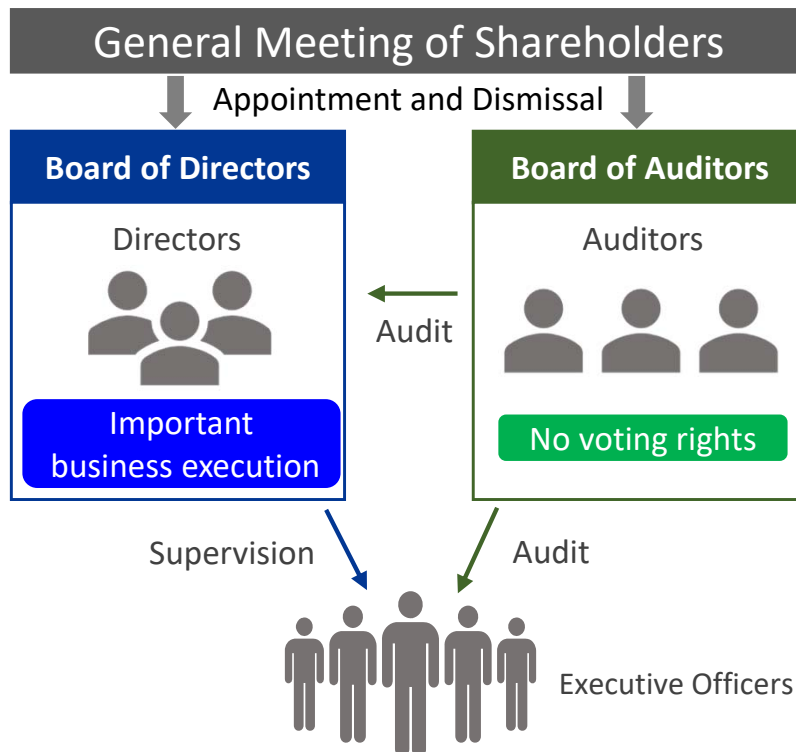 General Meeting of Shareholders
Appointment and Dismissal
Board of Directors
Board of Auditors
Directors
Auditors
Audit
Important
business execution
No voting rights
Supervision
Audit
Executive Officers